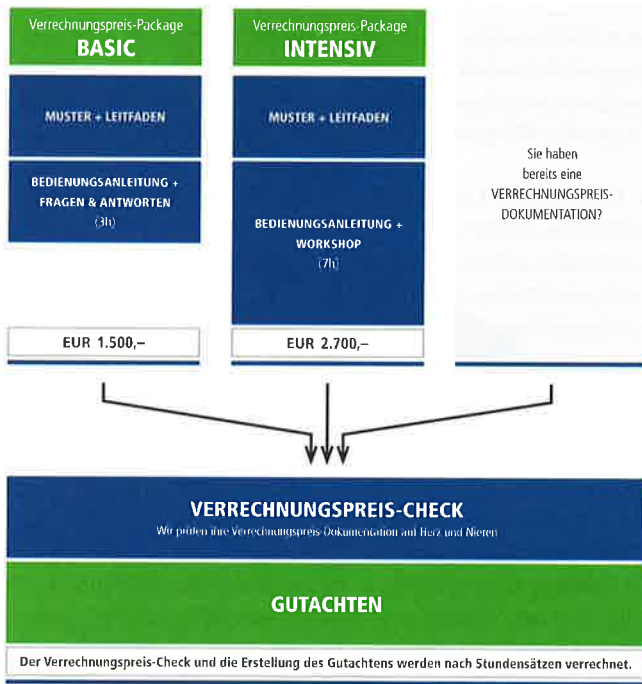 Verrechnungspreis-Package
BASIC
MUSTER + LEITFADEN
BEDIENUNGSANLEITUNG +
FRAGEN & ANTWORTEN
(3h)
EUR 1.500,–
Verrechnungspreis-Package
INTENSIV
MUSTER + LEITFADEN
BEDIENUNGSANLEITUNG +
WORKSHOP
(7h)
EUR 2.700,–
Sie haben
bereits eine
VERRECHNUNGSPREIS-
DOKUMENTATION?
VERRECHNUNGSPREIS-CHECK
Wir prüfen ihre Verrechnungspreis-Dokumentation auf Herz und Nieren
GUTACHTEN
Der Verrechnungspreis-Check und die Erstellung des Gutachtens werden nach Stundensätzen verrechnet.